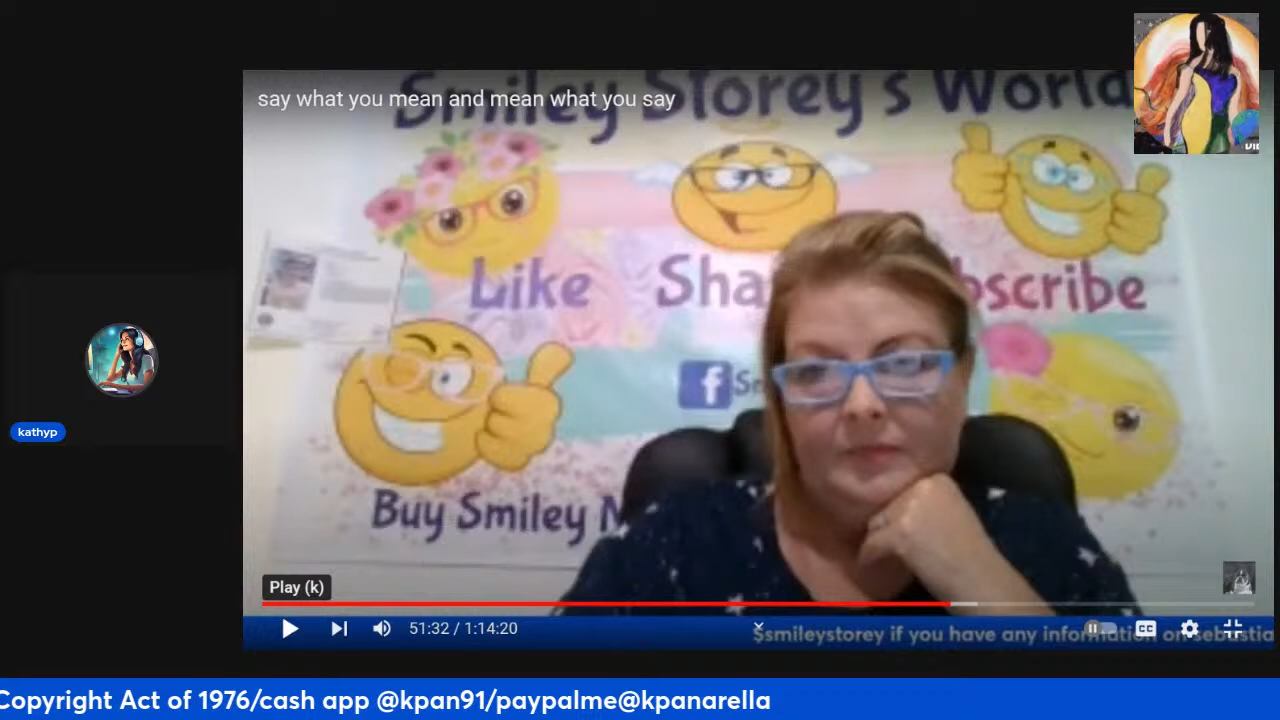 Smiley Storey's World
say what you mean and mean what you say
Like Sha bscribe
f
Buy Smiley
Play (k)
51:32 / 1:14:20
CC
$smileystorey if you have any information on sebastia
kathyp
Copyright Act of 1976/cash app @kpan91/paypalme@kpanarella